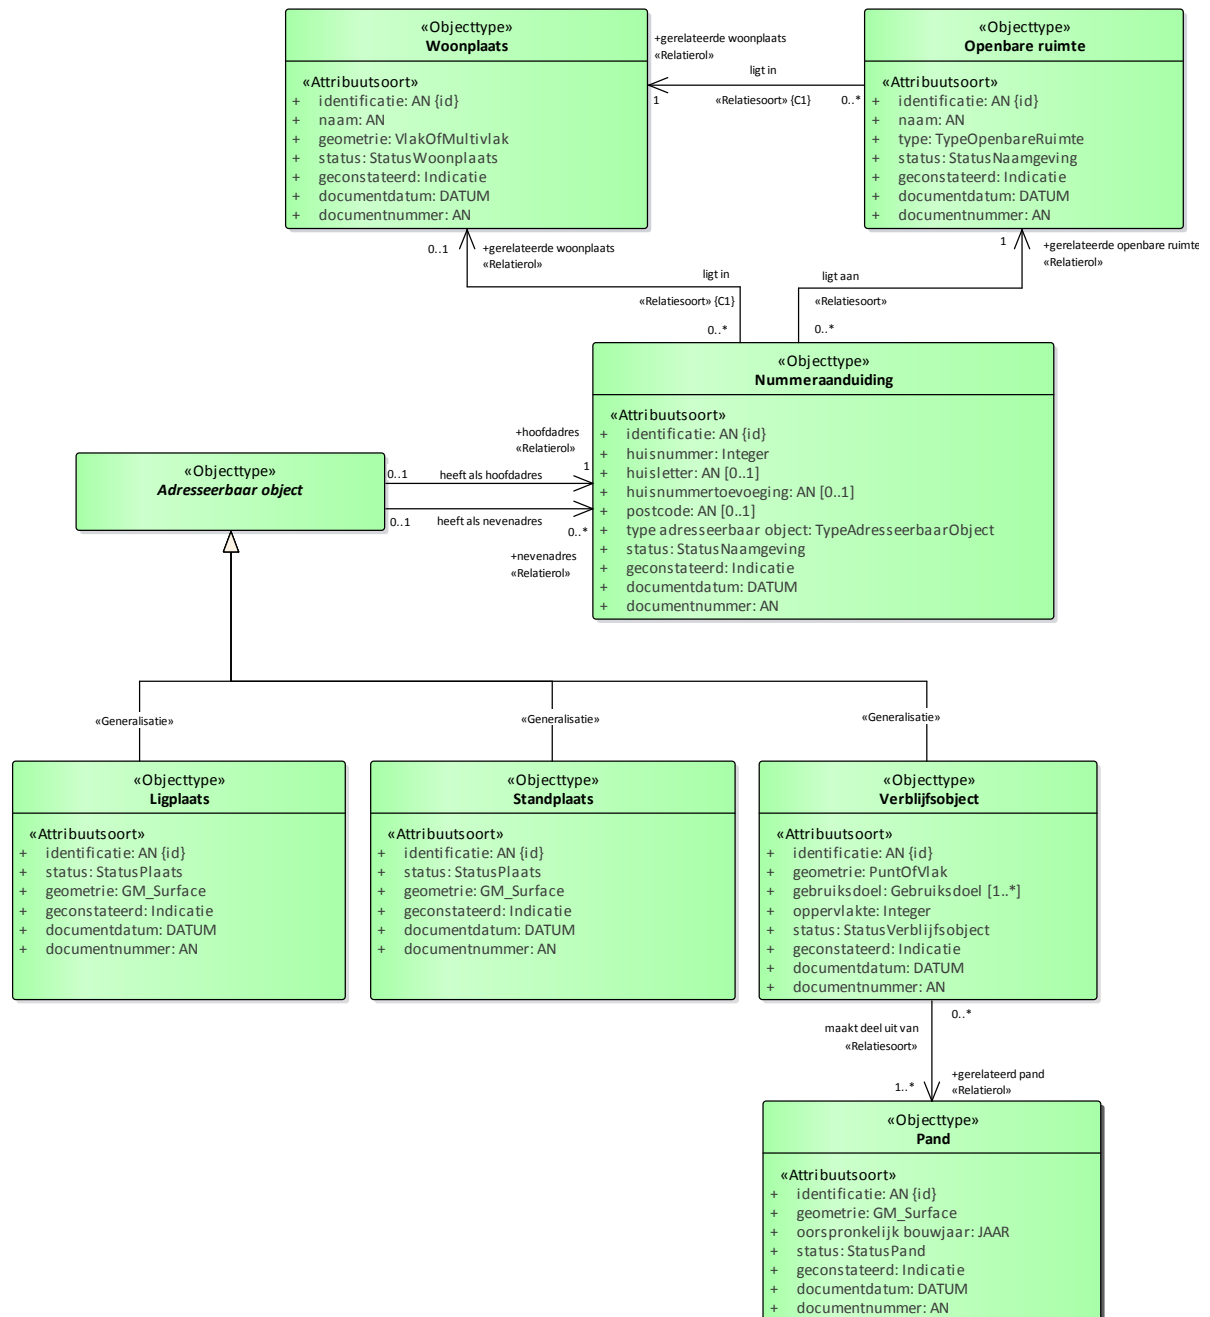 «Objecttype»
Woonplaats
«Attribuutsoort»
+ identificatie: AN {id}
+ naam: AN
+ geometrie: VlakOfMultivlak
+ status: StatusWoonplaats
+ geconstateerd: Indicatie
+ documentdatum: DATUM
+ documentnummer: AN
+gerelateerde woonplaats
«Relatierol»
ligt in
1
«Relatiesoort» {C1}
0..*
«Objecttype»
Openbare ruimte
«Attribuutsoort»
+ identificatie: AN {id}
+ naam: AN
+ type: TypeOpenbareRuimte
+ status: StatusNaamgeving
+ geconstateerd: Indicatie
+ documentdatum: DATUM
+ documentnummer: AN
0..1
+gerelateerde woonplaats
«Relatierol»
ligt in
«Relatiesoort» {C1}
0..*
1
+gerelateerde openbare ruimte
«Relatierol»
ligt aan
«Relatiesoort»
0..*
«Objecttype»
Nummeraanduiding
«Attribuutsoort»
+ identificatie: AN {id}
+ huisnummer: Integer
+ huisletter: AN [0..1]
+ huisnummertoevoeging: AN [0..1]
+ postcode: AN [0..1]
+ type adresseerbaar object: TypeAdresseerbaarObject
+ status: StatusNaamgeving
+ geconstateerd: Indicatie
+ documentdatum: DATUM
+ documentnummer: AN
«Objecttype»
Adresseerbaar object
+hoofdadres
«Relatierol»
0..1
heeft als hoofdadres
1
0..1
heeft als nevenadres
0..*
+nevenadres
«Relatierol»
«Generalisatie»
«Generalisatie»
«Generalisatie»
«Objecttype»
Ligplaats
«Attribuutsoort»
+ identificatie: AN {id}
+ status: StatusPlaats
+ geometrie: GM_Surface
+ geconstateerd: Indicatie
+ documentdatum: DATUM
+ documentnummer: AN
«Objecttype»
Standplaats
«Attribuutsoort»
+ identificatie: AN {id}
+ status: StatusPlaats
+ geometrie: GM_Surface
+ geconstateerd: Indicatie
+ documentdatum: DATUM
+ documentnummer: AN
«Objecttype»
Verblijfsobject
«Attribuutsoort»
+ identificatie: AN {id}
+ geometrie: PuntOfVlak
+ gebruiksdoel: Gebruiksdoel [1..*]
+ oppervlakte: Integer
+ status: StatusVerblijfsobject
+ geconstateerd: Indicatie
+ documentdatum: DATUM
+ documentnummer: AN
0..*
maakt deel uit van
«Relatiesoort»
1..*
+gerelateerd pand
«Relatierol»
«Objecttype»
Pand
«Attribuutsoort»
+ identificatie: AN {id}
+ geometrie: GM_Surface
+ oorspronkelijk bouwjaar: JAAR
+ status: StatusPand
+ geconstateerd: Indicatie
+ documentdatum: DATUM
+ documentnummer: AN